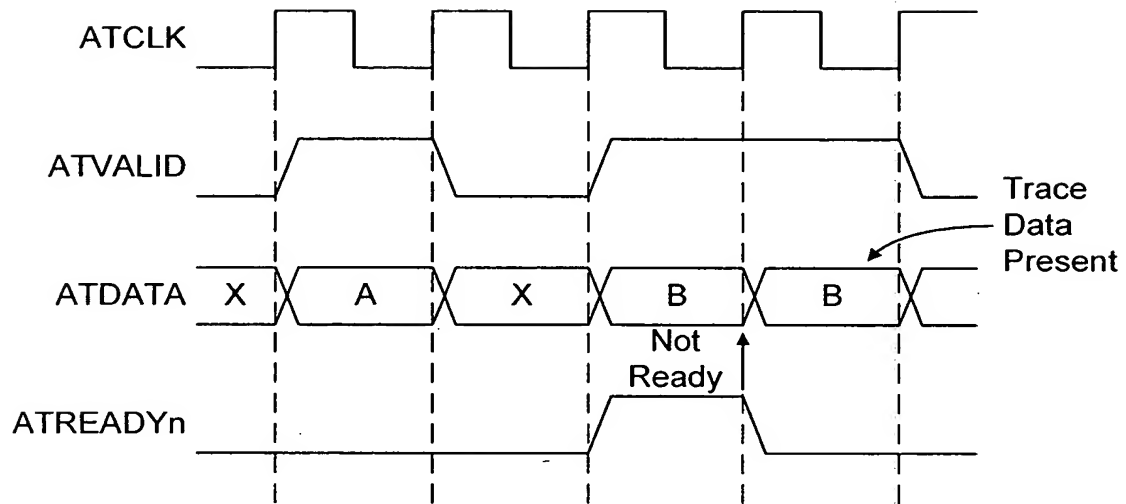 ATCLK
ATVALID
Trace
Data
Present
ATDATA X A X B B
Not
Ready
ATREADYn